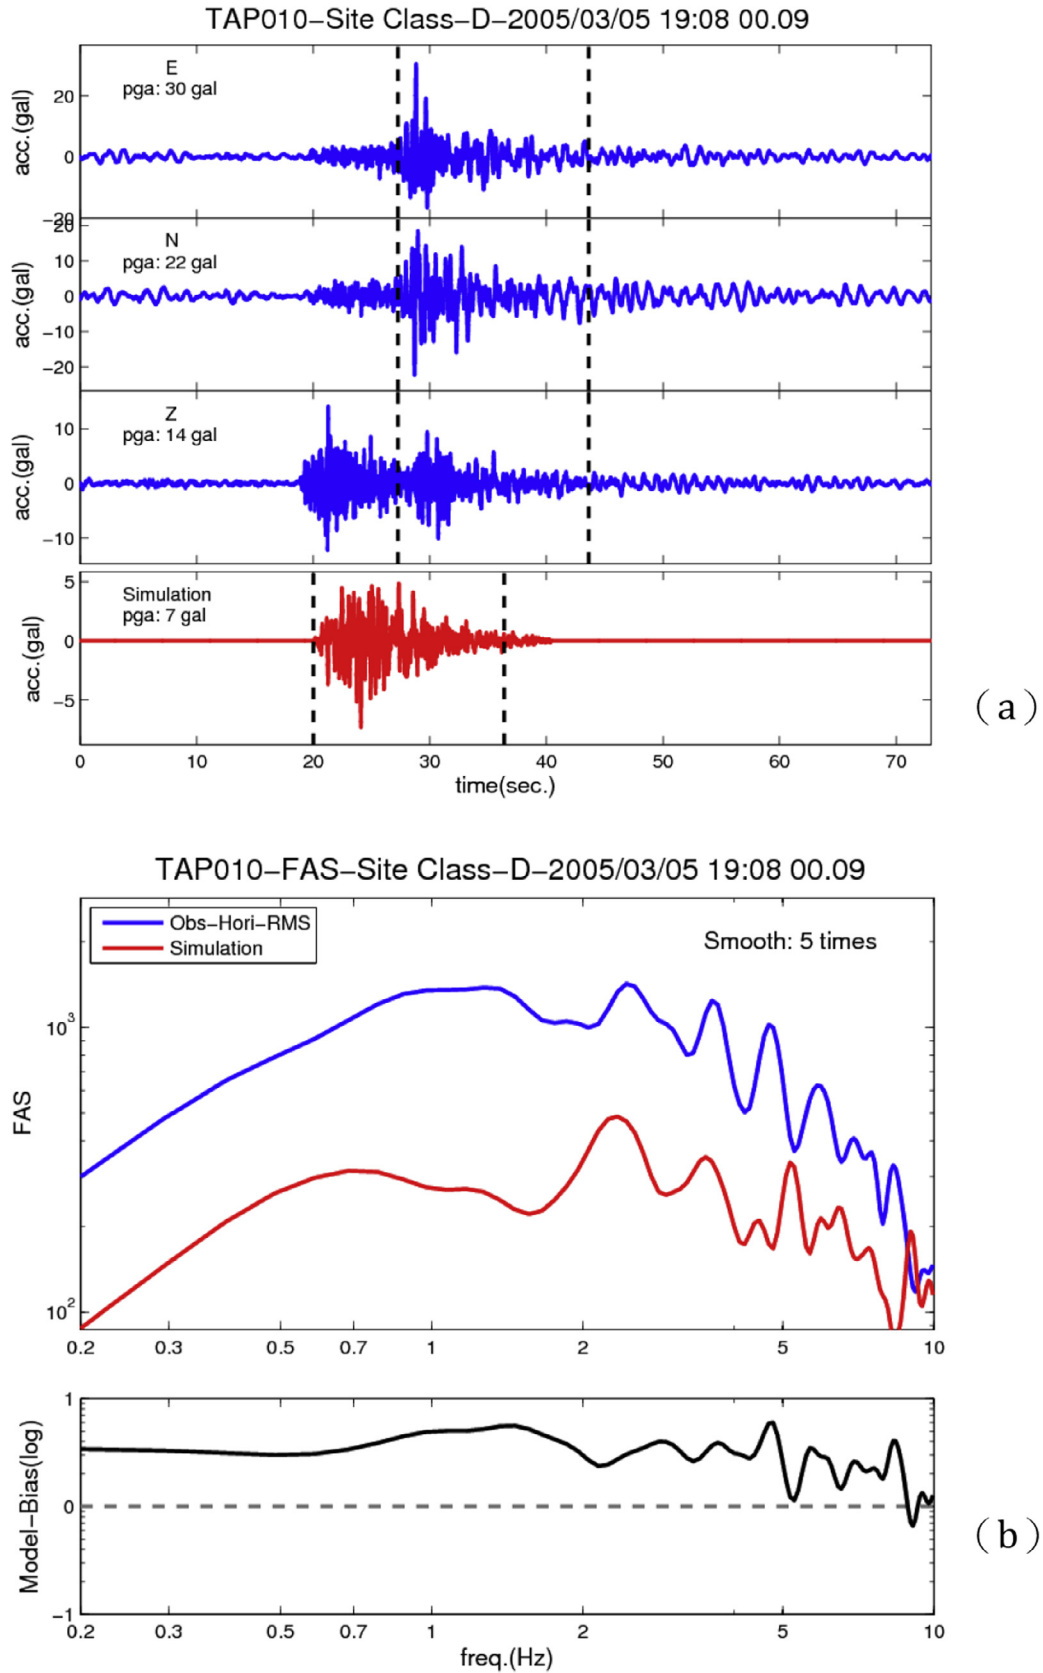 TAP010-Site Class-D-2005/03/05 19:08 00.09
E
pga: 30 gal
acc.(gal)
20
0
-20
N
pga: 22 gal
acc.(gal)
20
10
0
-10
-20
Z
pga: 14 gal
acc.(gal)
10
0
-10
Simulation
pga: 7 gal
acc.(gal)
5
0
-5
(a)
0 10 20 30 40 50 60 70
time(sec.)
TAP010-FAS-Site Class-D-2005/03/05 19:08 00.09
Obs-Hori-RMS
Simulation
Smooth: 5 times
FAS
10³
10²
0.2 0.3 0.5 0.7 1 2 5 10
Model-Bias(log)
1
0
-1
(b)
0.2 0.3 0.5 0.7 1 2 5 10
freq.(Hz)